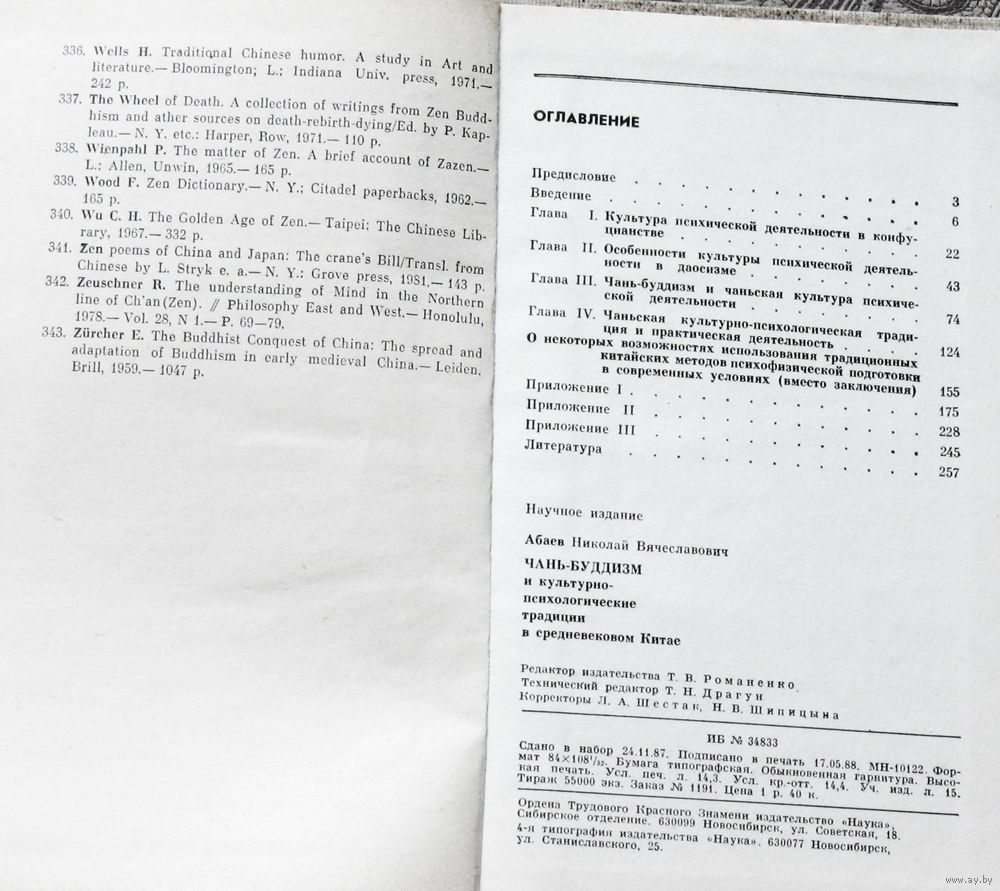 336. Wells H. Traditional Chinese humor. A study in Art and
literature.— Bloomington; L.; Indiana Univ. press, 1971.—
242 p.
337. The Wheel of Death. A collection of writings from Zen Budd-
hism and ather sources on death-rebirth-dying/Ed. by P. Kap-
leau.— N. Y. etc.: Harper, Row, 1971.— 110 p.
338. Wienpahl P. The matter of Zen. A brief account of Zazen.—
L.: Allen, Unwin, 1965.— 165 p.
339. Wood F. Zen Dictionary.— N. Y.; Citadel paperbacks, 1962.—
165 p.
340. Wu C. H. The Golden Age of Zen.— Taipei; The Chinese Lib-
rary, 1967.— 332 p.
341. Zen poems of China and Japan: The crane's Bill/Transl. from
Chinese by L. Stryk e. a.— N. Y.: Grove press, 1981.— 143 p.
342. Zeuschner R. The understanding of Mind in the Northern
line of Ch'an (Zen). // Philosophy East and West.— Honolulu,
1978.— Vol. 28, N 1.— P. 69—79.
343. Zürcher E. The Buddhist Conquest of China: The spread and
adaptation of Buddhism in early medieval China.— Leiden,
Brill, 1959.— 1047 p.
ОГЛАВЛЕНИЕ
Предисловие . . . . . . . . . . . . 3
Введение . . . . . . . . . . . . 6
Глава I. Культура психической деятельности в конфу-
цианстве . . . . . . . . . . 22
Глава II. Особенности культуры психической деятель-
ности в даосизме . . . . . . . 43
Глава III. Чань-буддизм и чаньская культура психиче-
ской деятельности . . . . . . 74
Глава IV. Чаньская культурно-психологическая тради-
ция и практическая деятельность . . . . 124
О некоторых возможностях использования традиционных
китайских методов психофизической подготовки
в современных условиях (вместо заключения) 155
Приложение I . . . . . . . . . . . . 175
Приложение II . . . . . . . . . . . 228
Приложение III . . . . . . . . . . . 245
Литература . . . . . . . . . . . . 257
Научное издание
Абаев Николай Вячеславович
ЧАНЬ-БУДДИЗМ
и культурно-
психологические
традиции
в средневековом Китае
Редактор издательства Т. В. Романенко
Технический редактор Т. Н. Драгун
Корректоры Л. А. Шестак, Н. В. Шипицына
ИБ № 34833
Сдано в набор 24.11.87. Подписано в печать 17.05.88. МН-10122. Фор-
мат 84×108¹/₃₂. Бумага типографская. Обыкновенная гарнитура. Высо-
кая печать. Усл. печ. л. 14,3. Усл. кр.-отт. 14,4. Уч. изд. л. 15.
Тираж 55000 экз. Заказ № 1191. Цена 1 р. 40 к.
Ордена Трудового Красного Знамени издательство «Наука»,
Сибирское отделение. 630099 Новосибирск, ул. Советская, 18.
4-я типография издательства «Наука». 630077 Новосибирск,
ул. Станиславского, 25.
www.ay.by